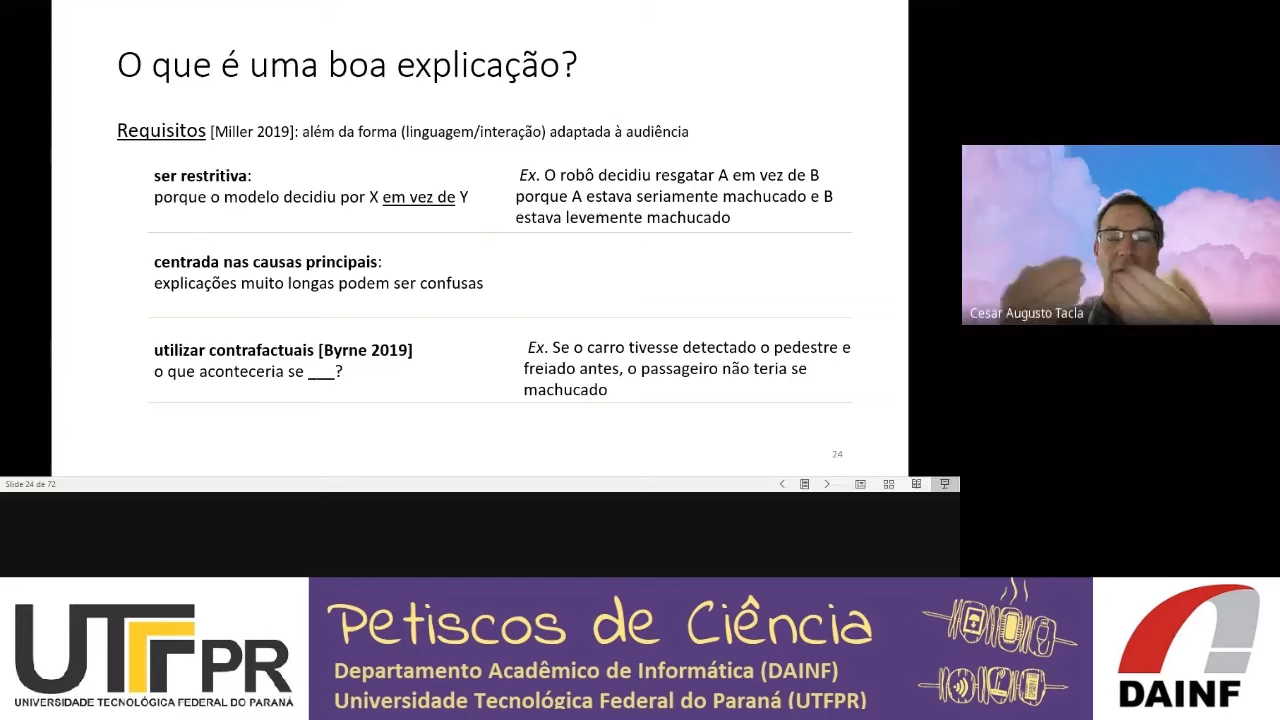 O que é uma boa explicação?
Requisitos [Miller 2019]: além da forma (linguagem/interação) adaptada à audiência
ser restritiva:
porque o modelo decidiu por X em vez de Y
Ex. O robô decidiu resgatar A em vez de B
porque A estava seriamente machucado e B
estava levemente machucado
centrada nas causas principais:
explicações muito longas podem ser confusas
utilizar contrafactuais [Byrne 2019]
o que aconteceria se ___?
Ex. Se o carro tivesse detectado o pedestre e
freiado antes, o passageiro não teria se
machucado
24
Slide 24 de 72
Cesar Augusto Tacla
UTFPR
UNIVERSIDADE TECNOLÓGICA FEDERAL DO PARANÁ
Petiscos de Ciência
Departamento Acadêmico de Informática (DAINF)
Universidade Tecnológica Federal do Paraná (UTFPR)
DAINF